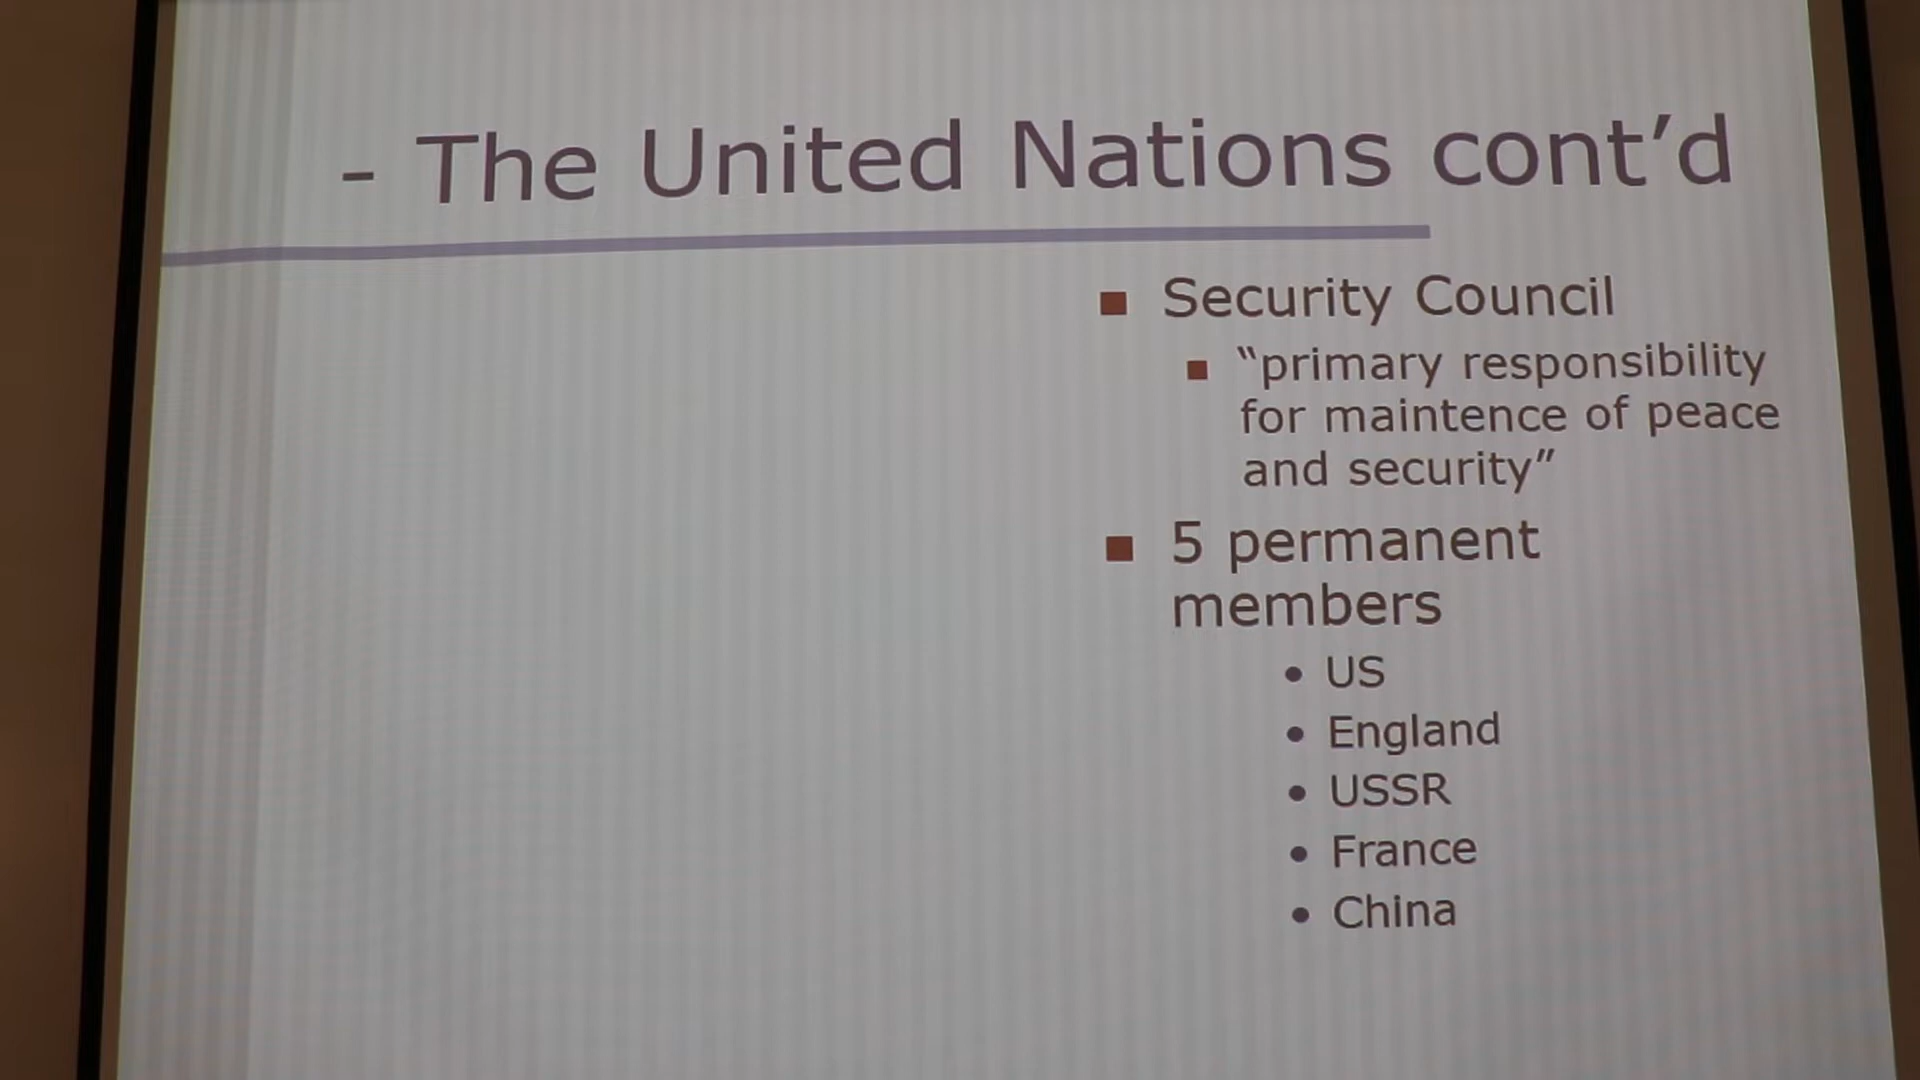 - The United Nations cont’d
Security Council
“primary responsibility
for maintence of peace
and security”
5 permanent
members
US
England
USSR
France
China